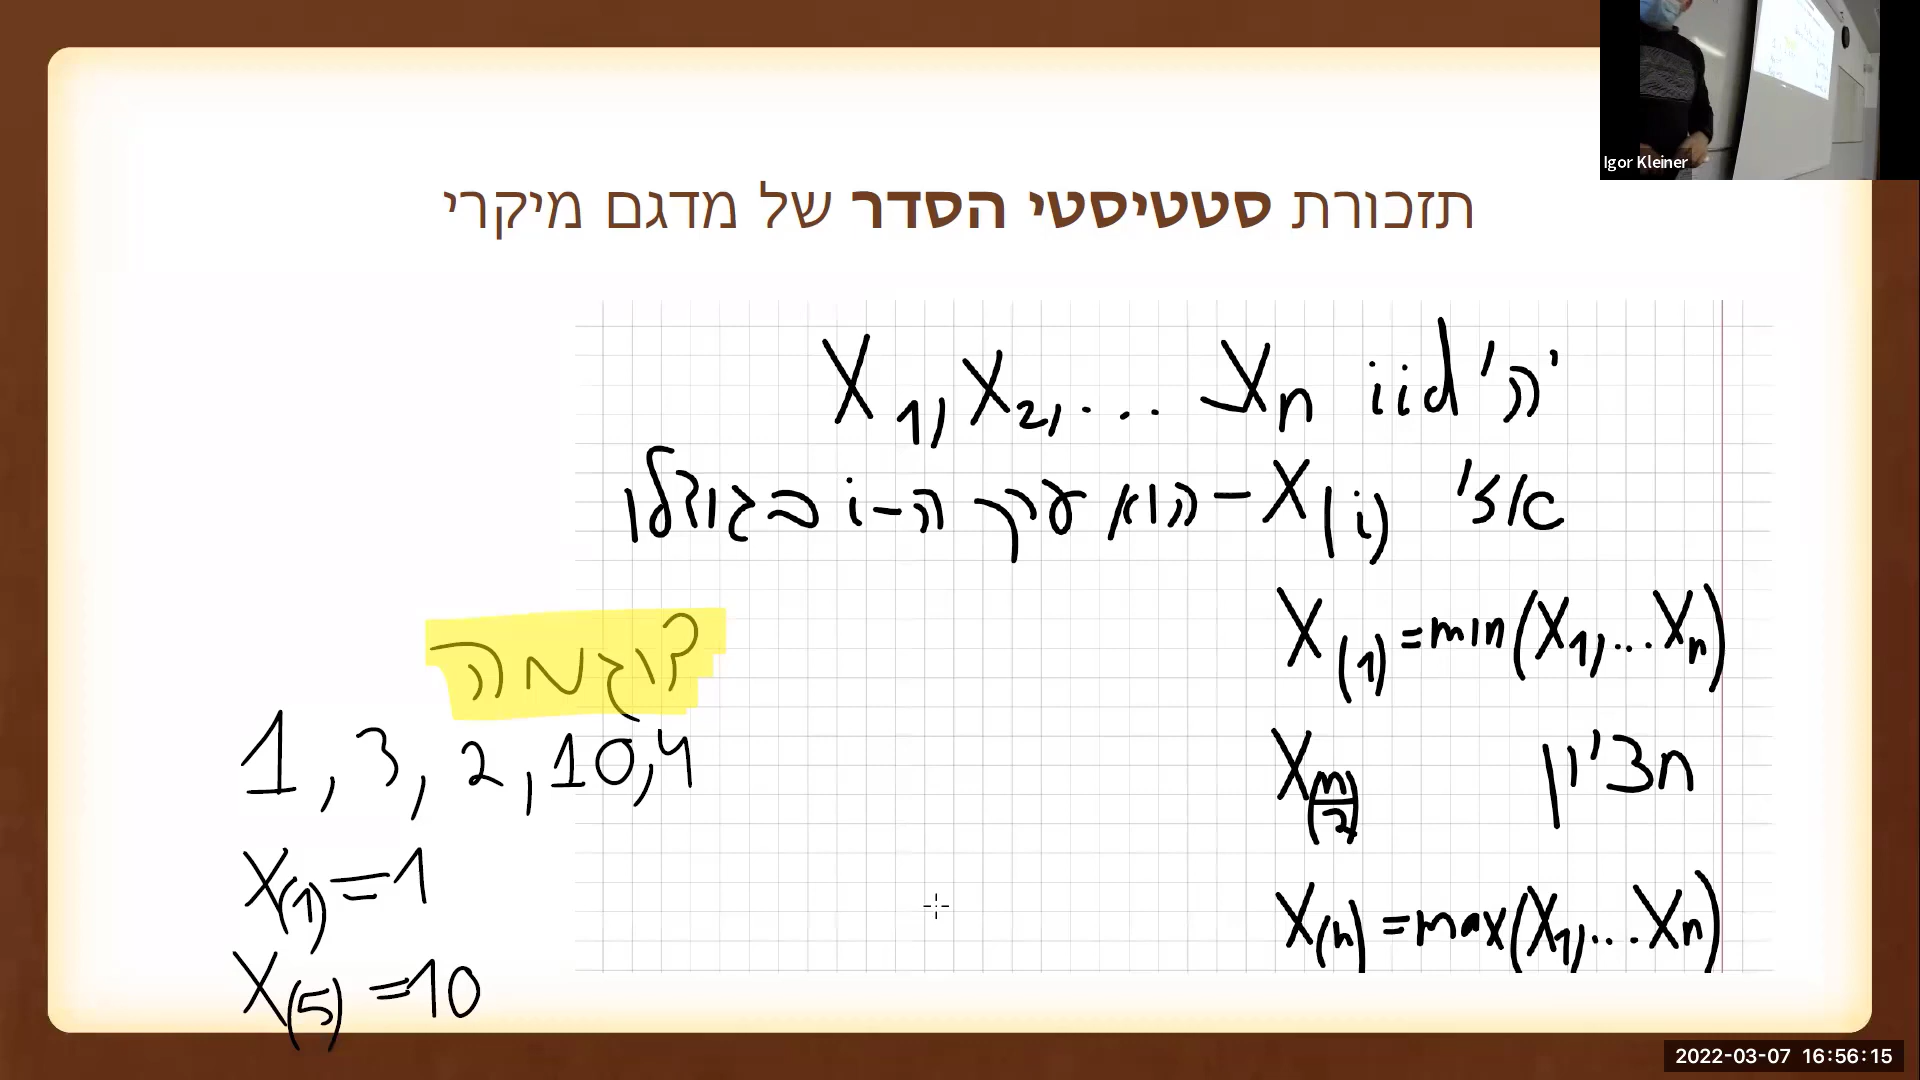 Igor Kleiner
תזכורת סטטיסטי הסדר של מדגם מיקרי
יהי X1, X2, ... Xn iid
אזי X(i) - הוא ערך ה-i בגודלו
X(1) = min(X1, ... Xn)
חציון X(n/2)
X(n) = max(X1, ... Xn)
דוגמה
1, 3, 2, 10, 4
X(1) = 1
X(5) = 10
2022-03-07 16:56:15